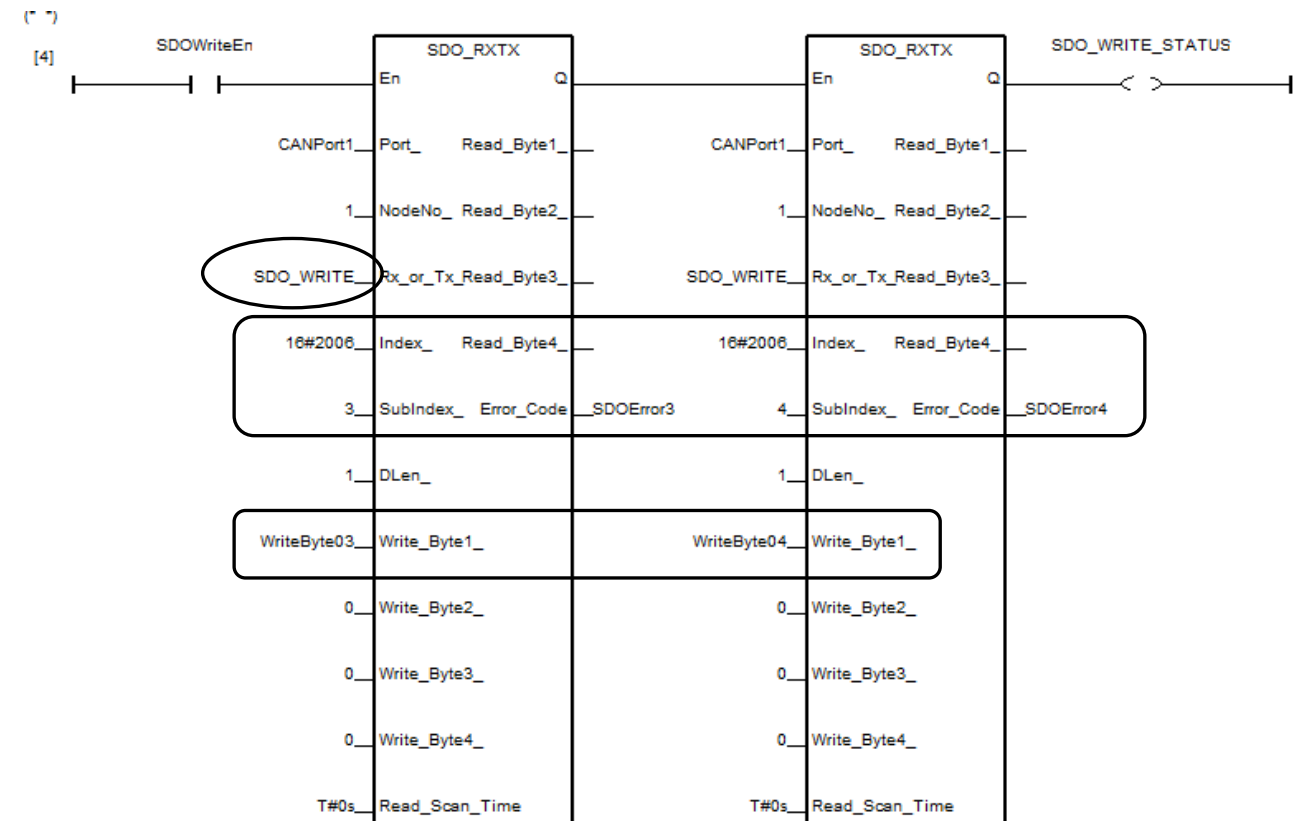 (* *)
SDOWriteEn SDO_RXTX SDO_RXTX SDO_WRITE_STATUS
[4]
En Q En Q
CANPort1 Port_ Read_Byte1_ CANPort1 Port_ Read_Byte1_
1 NodeNo_ Read_Byte2_ 1 NodeNo_ Read_Byte2_
SDO_WRITE Rx_or_Tx_ Read_Byte3_ SDO_WRITE Rx_or_Tx_ Read_Byte3_
16#2006 Index_ Read_Byte4_ 16#2006 Index_ Read_Byte4_
3 SubIndex_ Error_Code SDOError3 4 SubIndex_ Error_Code SDOError4
1 DLen_ 1 DLen_
WriteByte03 Write_Byte1_ WriteByte04 Write_Byte1_
0 Write_Byte2_ 0 Write_Byte2_
0 Write_Byte3_ 0 Write_Byte3_
0 Write_Byte4_ 0 Write_Byte4_
T#0s Read_Scan_Time T#0s Read_Scan_Time